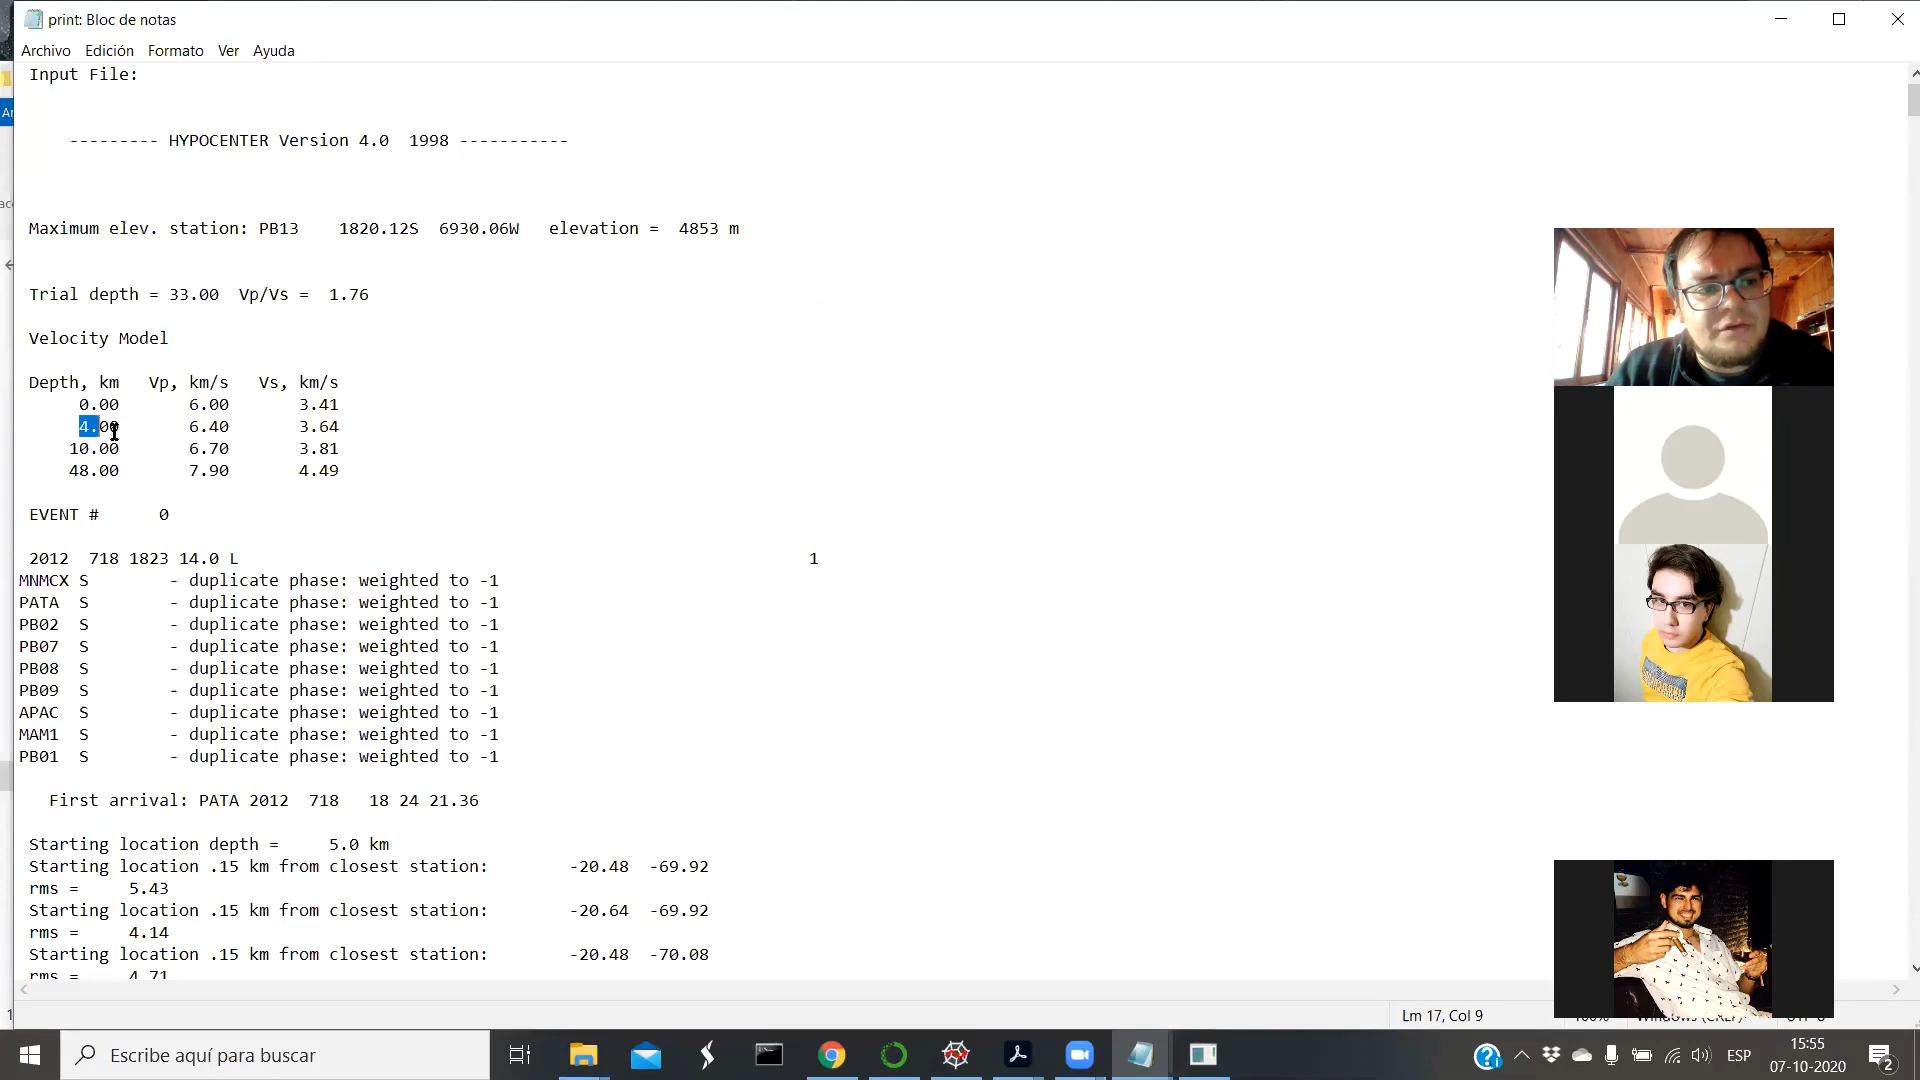 print: Bloc de notas
Archivo Edición Formato Ver Ayuda
Input File:
--------- HYPOCENTER Version 4.0 1998 -----------
Maximum elev. station: PB13 1820.12S 6930.06W elevation = 4853 m
Trial depth = 33.00 Vp/Vs = 1.76
Velocity Model
Depth, km Vp, km/s Vs, km/s
0.00 6.00 3.41
4.00 6.40 3.64
10.00 6.70 3.81
48.00 7.90 4.49
EVENT # 0
2012 718 1823 14.0 L 1
MNMCX S - duplicate phase: weighted to -1
PATA S - duplicate phase: weighted to -1
PB02 S - duplicate phase: weighted to -1
PB07 S - duplicate phase: weighted to -1
PB08 S - duplicate phase: weighted to -1
PB09 S - duplicate phase: weighted to -1
APAC S - duplicate phase: weighted to -1
MAM1 S - duplicate phase: weighted to -1
PB01 S - duplicate phase: weighted to -1
First arrival: PATA 2012 718 18 24 21.36
Starting location depth = 5.0 km
Starting location .15 km from closest station: -20.48 -69.92
rms = 5.43
Starting location .15 km from closest station: -20.64 -69.92
rms = 4.14
Starting location .15 km from closest station: -20.48 -70.08
rms = 4.71
Lm 17, Col 9
Escribe aquí para buscar
ESP
15:55
07-10-2020
2